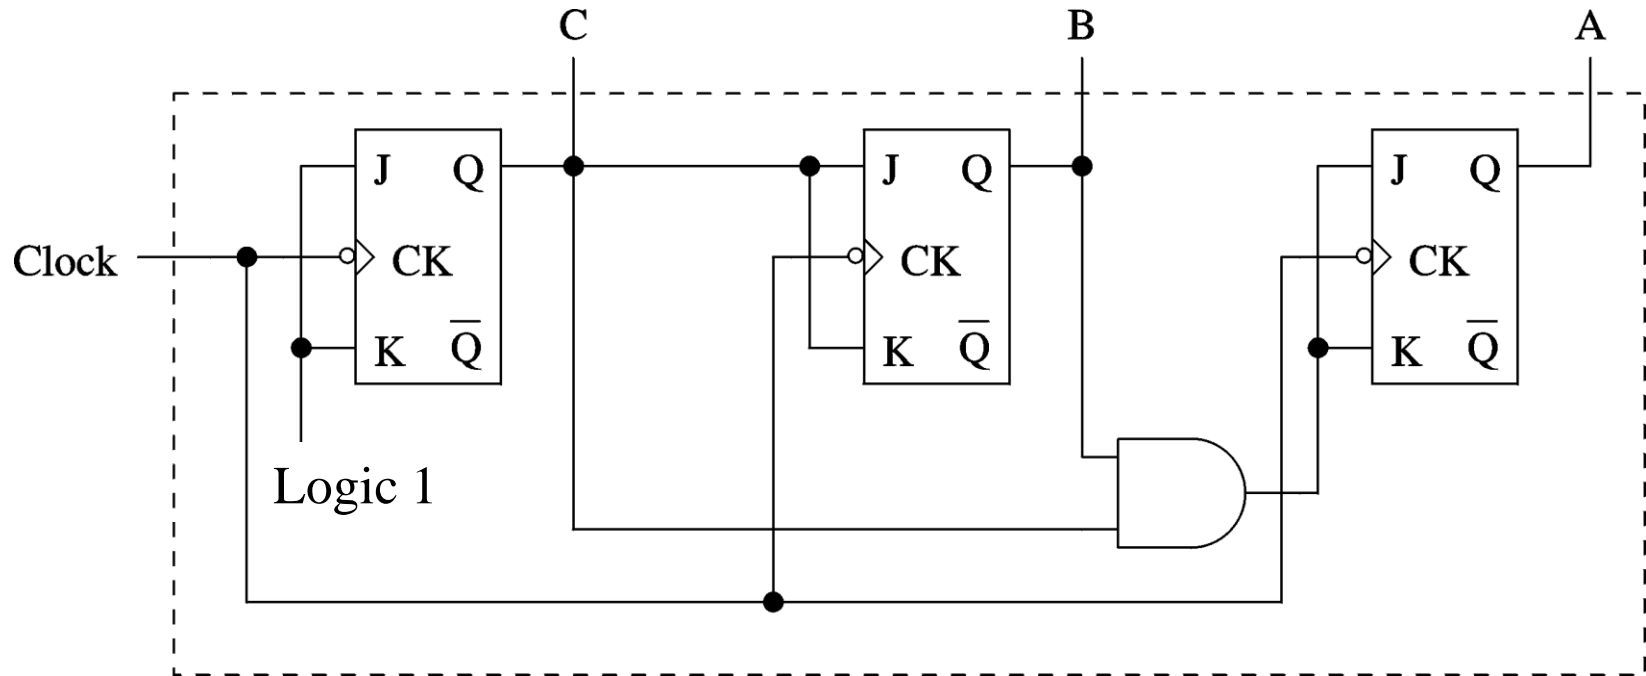 C B A
J Q J Q J Q
Clock CK CK CK
K Q̅ K Q̅ K Q̅
Logic 1